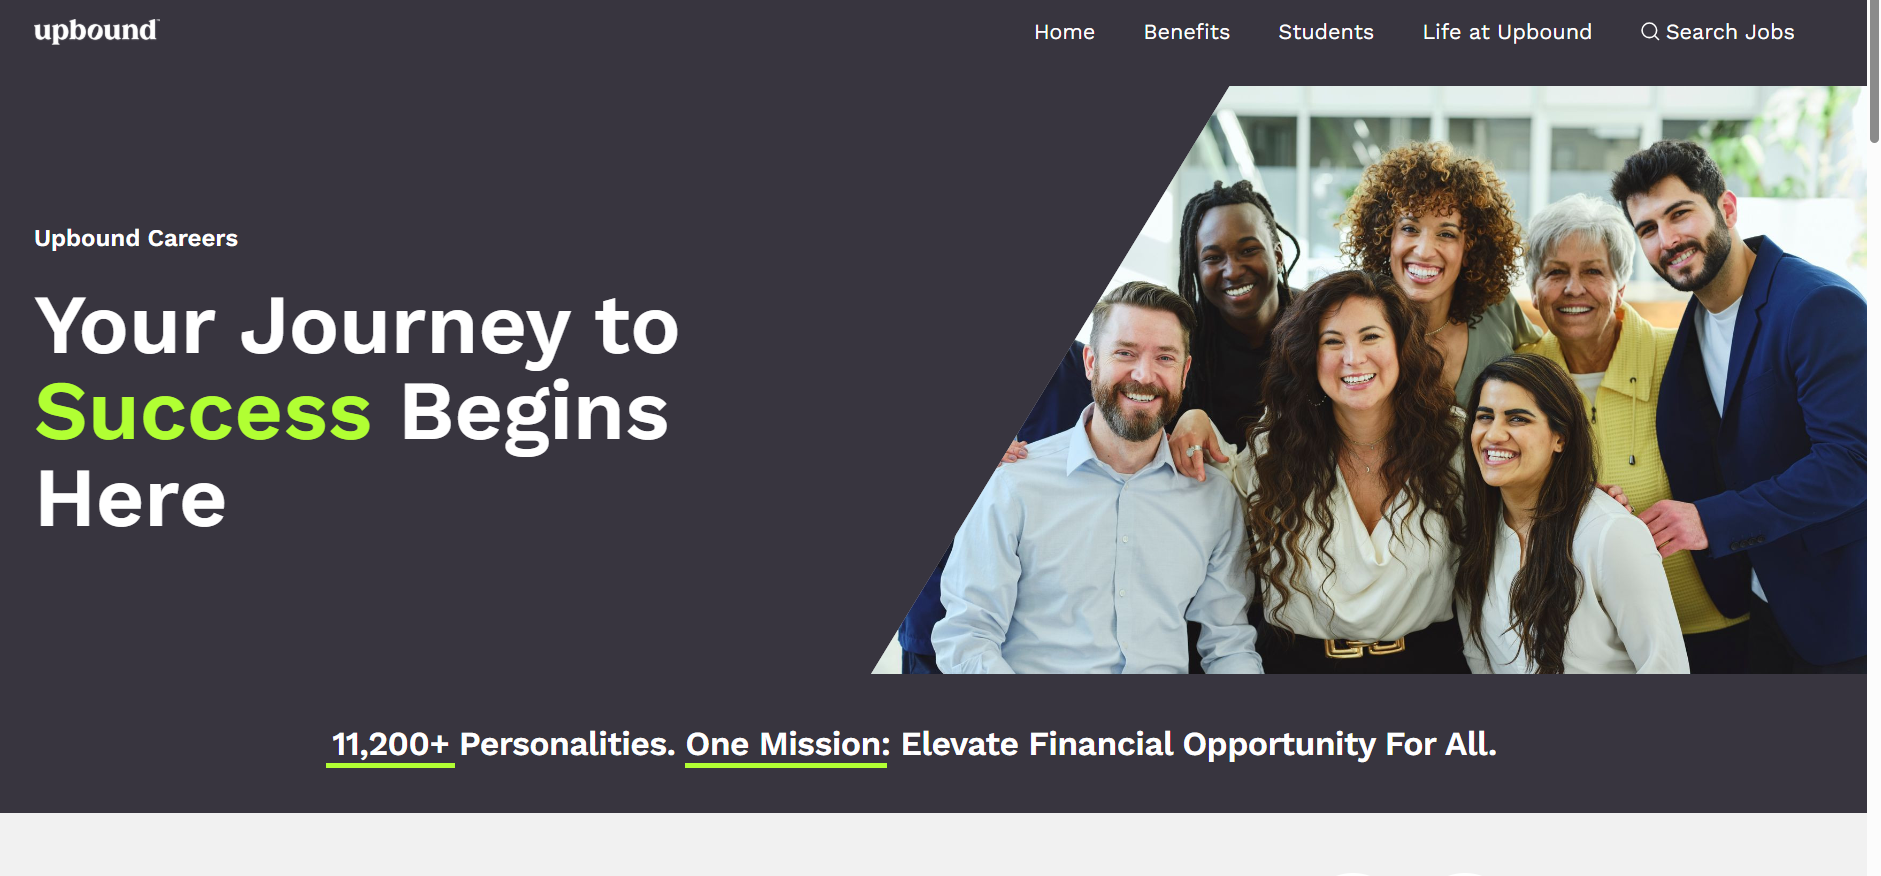 upbound
Home Benefits Students Life at Upbound Search Jobs
Upbound Careers
Your Journey to
Success Begins
Here
11,200+ Personalities. One Mission: Elevate Financial Opportunity For All.